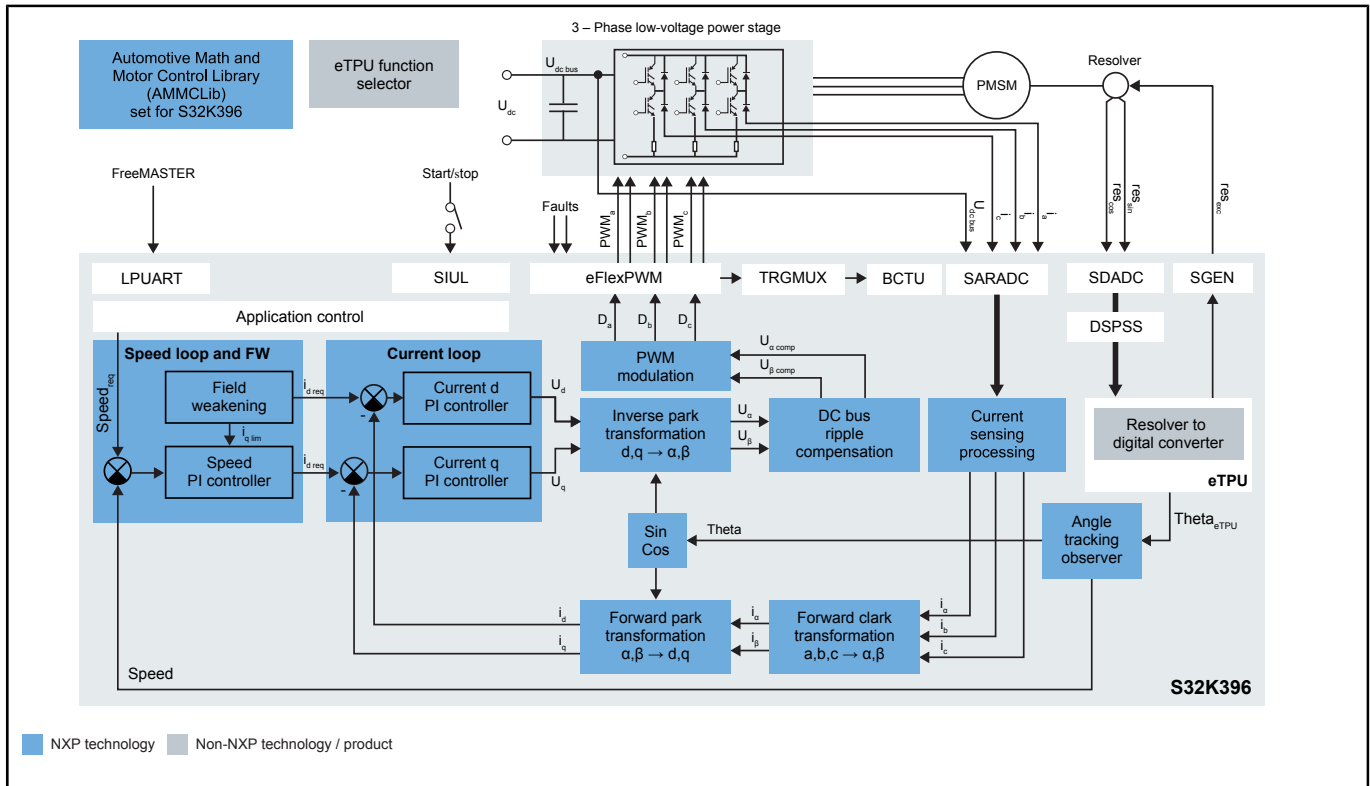 3 – Phase low-voltage power stage
Automotive Math and
Motor Control Library
(AMMCLib)
set for S32K396
eTPU function
selector
U dc bus
U dc
PMSM
Resolver
FreeMASTER
Start/stop
Faults
PWM a
PWM b
PWM c
U dc bus
i c
i b
i a
res cos
res sin
res exc
LPUART
SIUL
eFlexPWM
TRGMUX
BCTU
SARADC
SDADC
SGEN
Application control
D a
D b
D c
DSPSS
Speed loop and FW
Current loop
PWM
modulation
U α comp
U β comp
Speed req
Field
weakening
i d req
Current d
PI controller
U d
Inverse park
transformation
d,q → α,β
U α
U β
DC bus
ripple
compensation
Current
sensing
processing
Resolver to
digital converter
eTPU
i q lim
Speed
PI controller
i d req
Current q
PI controller
U q
-
-
Sin
Cos
Theta
Angle
tracking
observer
Theta eTPU
i d
i q
Forward park
transformation
α,β → d,q
i α
i β
Forward clark
transformation
a,b,c → α,β
i α
i b
i c
Speed
S32K396
NXP technology
Non-NXP technology / product